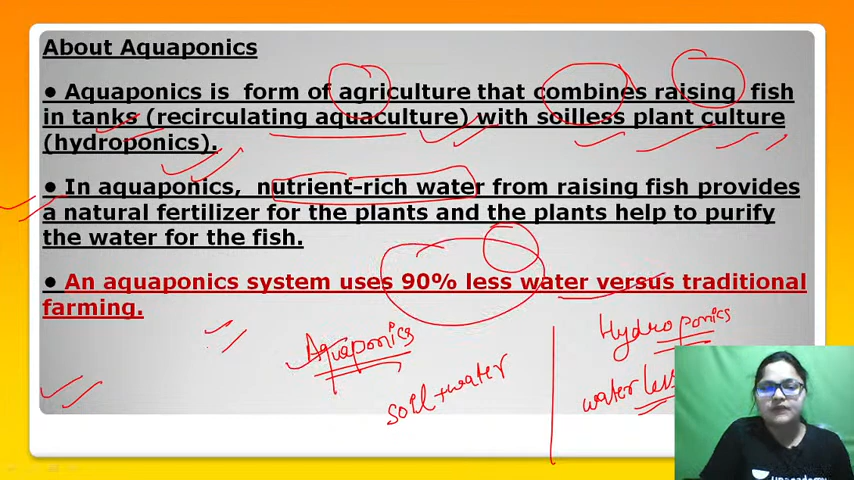 About Aquaponics
● Aquaponics is form of agriculture that combines raising fish
in tanks (recirculating aquaculture) with soilless plant culture
(hydroponics).
● In aquaponics, nutrient-rich water from raising fish provides
a natural fertilizer for the plants and the plants help to purify
the water for the fish.
● An aquaponics system uses 90% less water versus traditional
farming.
Aquaponics
soil + water
Hydroponics
water less